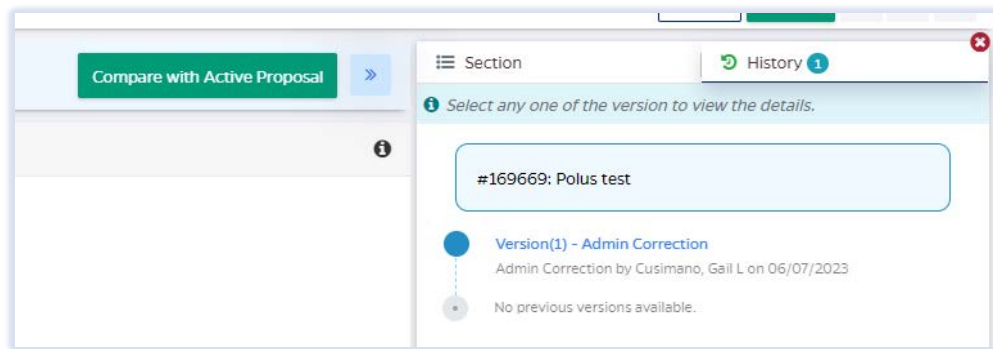 Compare with Active Proposal
Section
History 1
Select any one of the version to view the details.
#169669: Polus test
Version(1) - Admin Correction
Admin Correction by Cusimano, Gail L on 06/07/2023
No previous versions available.